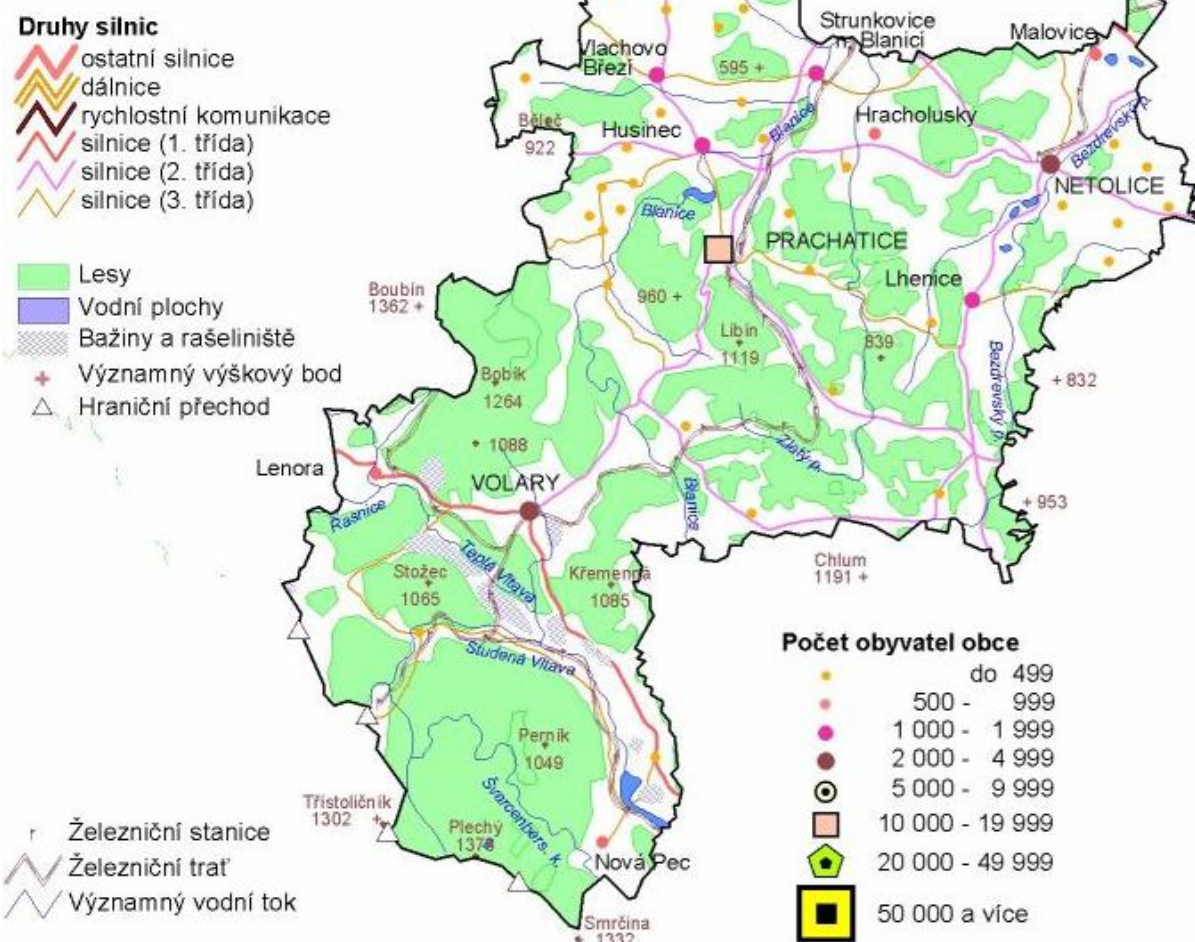 Druhy silnic
ostatní silnice
dálnice
rychlostní komunikace
silnice (1. třída)
silnice (2. třída)
silnice (3. třída)
Lesy
Vodní plochy
Bažiny a rašeliniště
Významný výškový bod
Hraniční přechod
Strunkovice
n. Blanicí
Malovice
Vlachovo
Březí
595
Běleč
922
Husinec
Blanice
Hracholusky
Bezdrevský p.
NETOLICE
Blanice
PRACHATICE
Lhenice
Boubín
1362
960
Libín
1119
839
Bobík
1264
832
Bezdrevský p.
1088
Lenora
VOLARY
Zlatý p.
Blanice
953
Řasnice
Teplá Vltava
Stožec
1065
Křemenná
1085
Chlum
1191
Studená Vltava
Perník
1049
Švarcenbers. k.
Třístoličník
1302
Plechý
1378
Nová Pec
Smrčina
1332
Počet obyvatel obce
do 499
500 - 999
1 000 - 1 999
2 000 - 4 999
5 000 - 9 999
10 000 - 19 999
20 000 - 49 999
50 000 a více
Železniční stanice
Železniční trať
Významný vodní tok